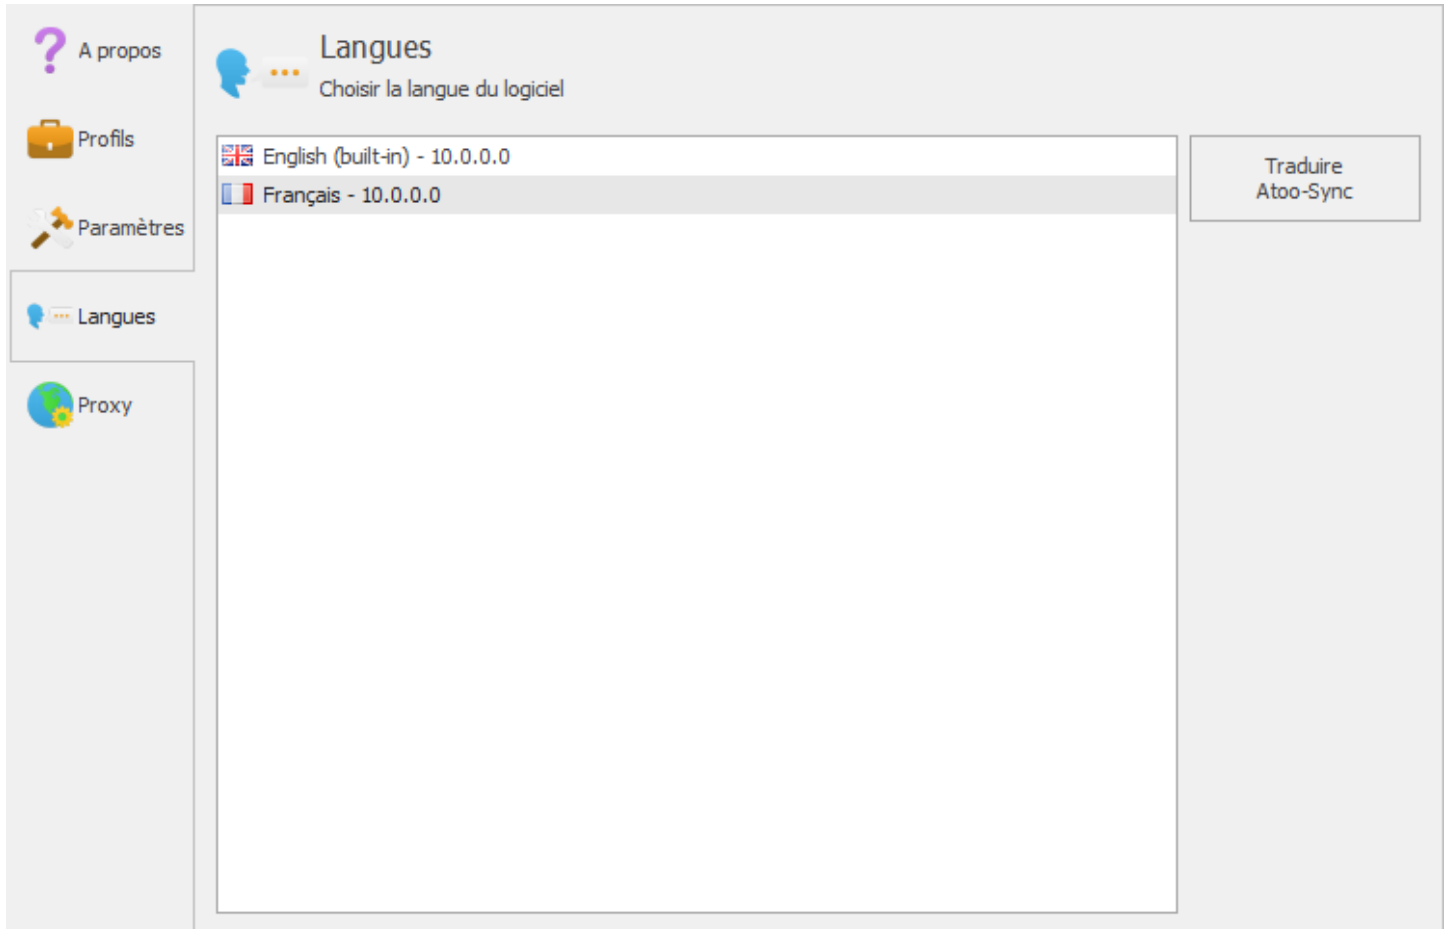 A propos
Profils
Paramètres
Langues
Proxy
Langues
Choisir la langue du logiciel
English (built-in) - 10.0.0.0
Français - 10.0.0.0
Traduire
Atoo-Sync